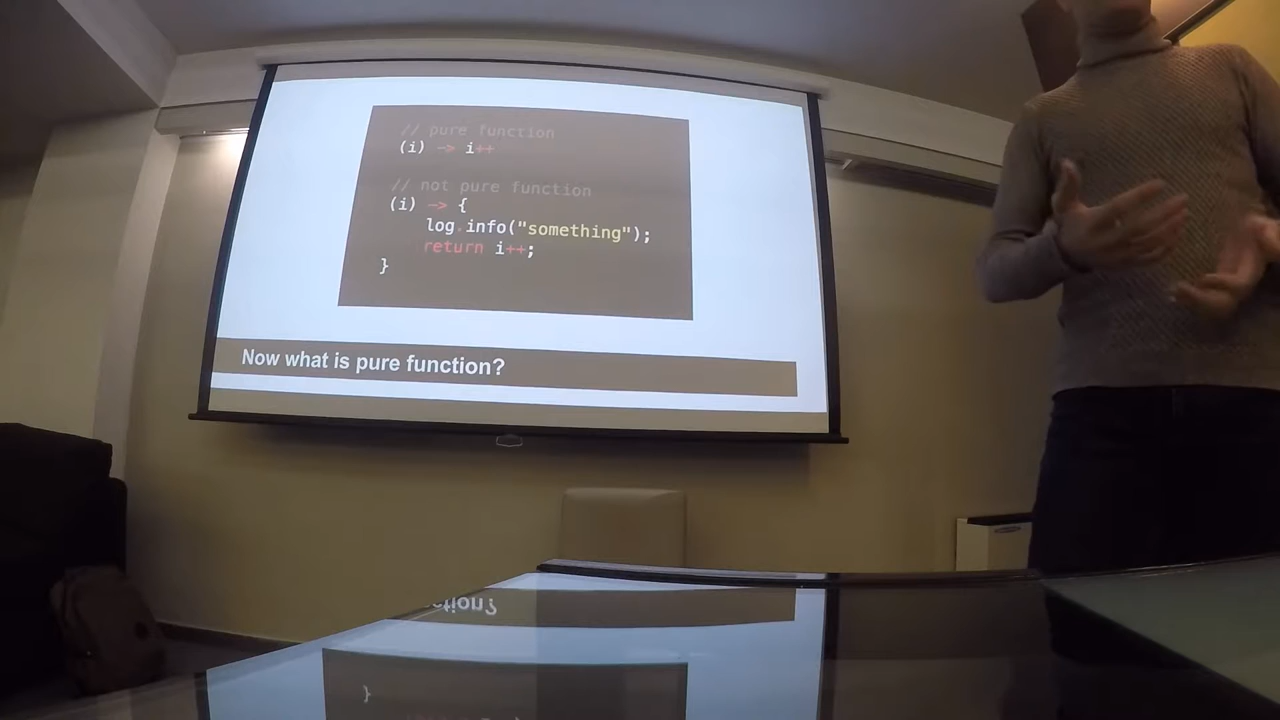 // pure function
(i) -> i++
// not pure function
(i) -> {
log.info("something");
return i++;
}
Now what is pure function?